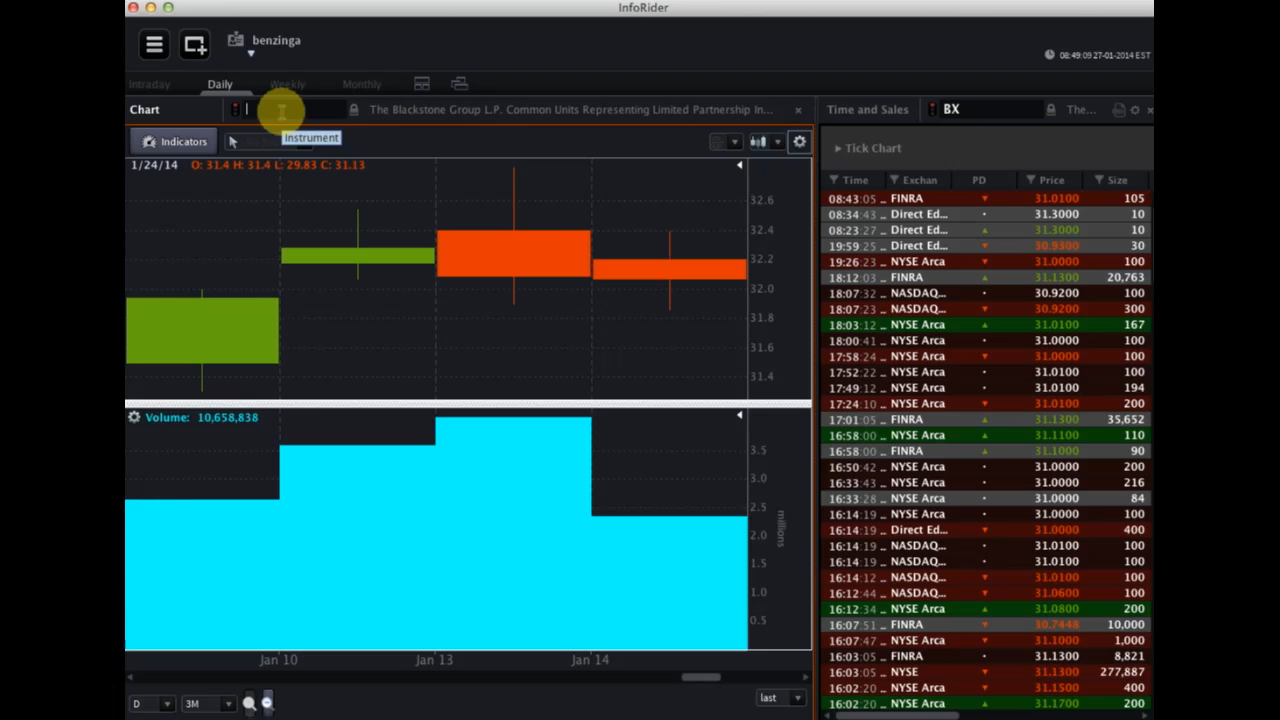 InfoRider
benzinga
08:49:09 27-01-2014 EST
Intraday Daily Weekly Monthly
Chart The Blackstone Group L.P. Common Units Representing Limited Partnership In...
Instrument
Indicators
1/24/14 O: 31.4 H: 31.4 L: 29.83 C: 31.13
32.6
32.4
32.2
32.0
31.8
31.6
31.4
Volume: 10,658,838
3.5
3.0
2.5
2.0
1.5
1.0
0.5
millions
Jan 10 Jan 13 Jan 14
D 3M last
Time and Sales BX The...
Tick Chart
Time Exchan PD Price Size
08:43:05 ... FINRA 31.0100 105
08:34:43 ... Direct Ed... 31.3000 10
08:23:27 ... Direct Ed... 31.3000 10
19:59:25 ... Direct Ed... 30.9300 30
19:26:23 ... NYSE Arca 31.0000 100
18:12:03 ... FINRA 31.1300 20,763
18:07:32 ... NASDAQ... 30.9200 100
18:07:23 ... NASDAQ... 30.9200 300
18:03:12 ... NYSE Arca 31.0100 167
18:00:41 ... NYSE Arca 31.0000 100
17:58:24 ... NYSE Arca 31.0000 100
17:52:22 ... NYSE Arca 31.0000 100
17:49:12 ... NYSE Arca 31.0000 194
17:24:10 ... NYSE Arca 31.0100 200
17:01:05 ... FINRA 31.1300 35,652
16:58:00 ... NYSE Arca 31.1100 110
16:58:00 ... FINRA 31.1000 90
16:50:42 ... NYSE Arca 31.0000 200
16:33:43 ... NYSE Arca 31.0000 216
16:33:28 ... NYSE Arca 31.0000 84
16:14:19 ... NYSE Arca 31.0000 100
16:14:19 ... Direct Ed... 31.0000 400
16:14:19 ... NASDAQ... 31.0100 100
16:14:19 ... NASDAQ... 31.0100 100
16:14:12 ... NASDAQ... 31.0100 100
16:12:44 ... NASDAQ... 31.0600 100
16:12:34 ... NYSE Arca 31.0800 200
16:07:51 ... FINRA 30.7448 10,000
16:07:47 ... NYSE Arca 31.1000 1,000
16:03:05 ... FINRA 31.1300 8,821
16:03:05 ... NYSE 31.1300 277,887
16:02:20 ... NYSE Arca 31.1500 400
16:02:20 ... NYSE Arca 31.1700 200